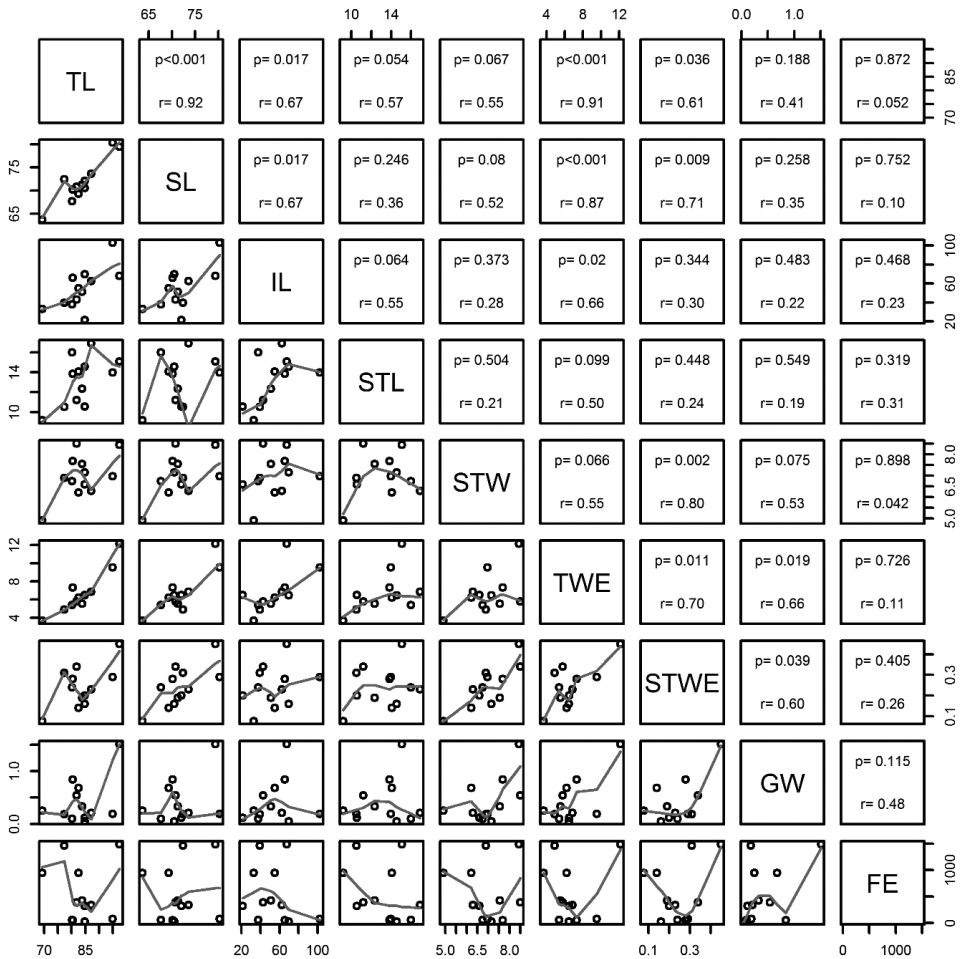 65 75 10 14 4 6 8 12 0.0 1.0
TL p<0.001 p= 0.017 p= 0.054 p= 0.067 p<0.001 p= 0.036 p= 0.188 p= 0.872
r= 0.92 r= 0.67 r= 0.57 r= 0.55 r= 0.91 r= 0.61 r= 0.41 r= 0.052
70 85
65 75
SL p= 0.017 p= 0.246 p= 0.08 p<0.001 p= 0.009 p= 0.258 p= 0.752
r= 0.67 r= 0.36 r= 0.52 r= 0.87 r= 0.71 r= 0.35 r= 0.10
IL p= 0.064 p= 0.373 p= 0.02 p= 0.344 p= 0.483 p= 0.468
r= 0.55 r= 0.28 r= 0.66 r= 0.30 r= 0.22 r= 0.23
20 60 100
10 14
STL p= 0.504 p= 0.099 p= 0.448 p= 0.549 p= 0.319
r= 0.21 r= 0.50 r= 0.24 r= 0.19 r= 0.31
STW p= 0.066 p= 0.002 p= 0.075 p= 0.898
r= 0.55 r= 0.80 r= 0.53 r= 0.042
5.0 6.5 8.0
4 8 12
TWE p= 0.011 p= 0.019 p= 0.726
r= 0.70 r= 0.66 r= 0.11
STWE p= 0.039 p= 0.405
r= 0.60 r= 0.26
0.1 0.3
0.0 1.0
GW p= 0.115
r= 0.48
FE
0 1000
70 85 20 60 100 5.0 6.5 8.0 0.1 0.3 0 1000